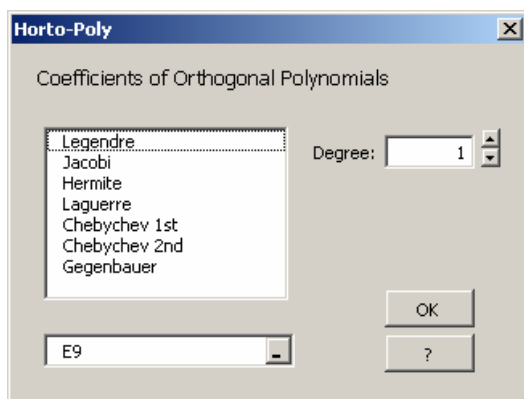 Horto-Poly
Coefficients of Orthogonal Polynomials
Legendre
Jacobi
Hermite
Laguerre
Chebychev 1st
Chebychev 2nd
Gegenbauer
Degree: 1
OK
E9
?